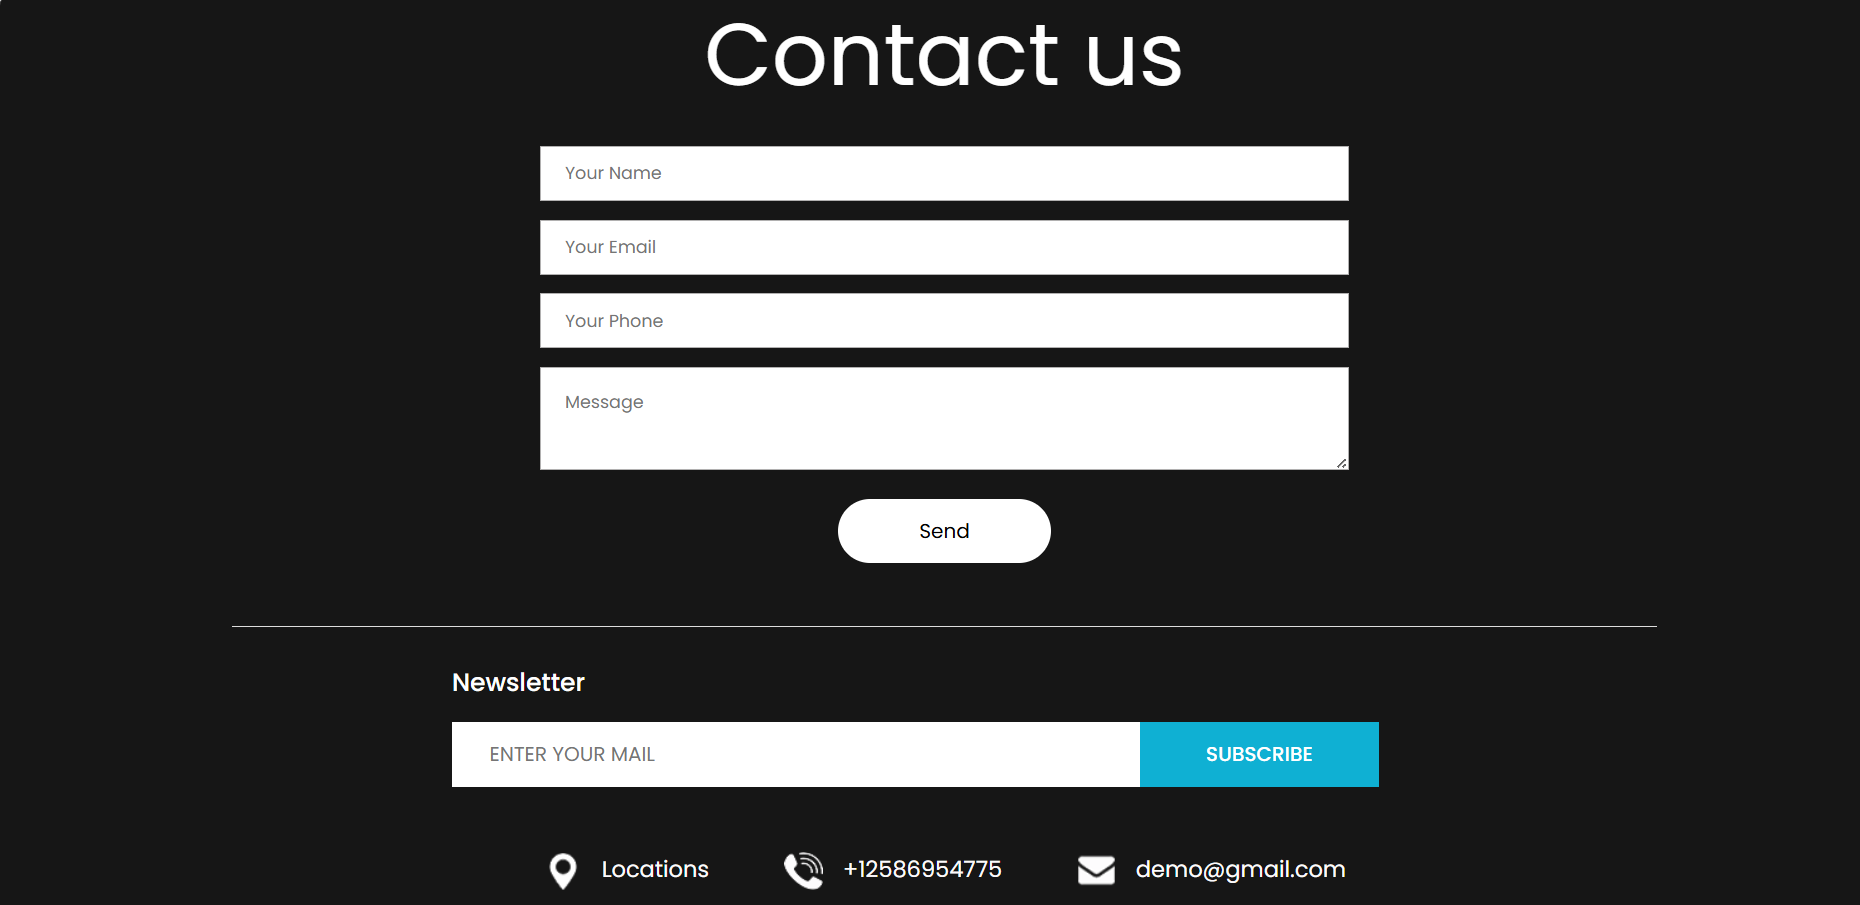 Contact us
Your Name
Your Email
Your Phone
Message
Send
Newsletter
ENTER YOUR MAIL SUBSCRIBE
Locations +12586954775 demo@gmail.com